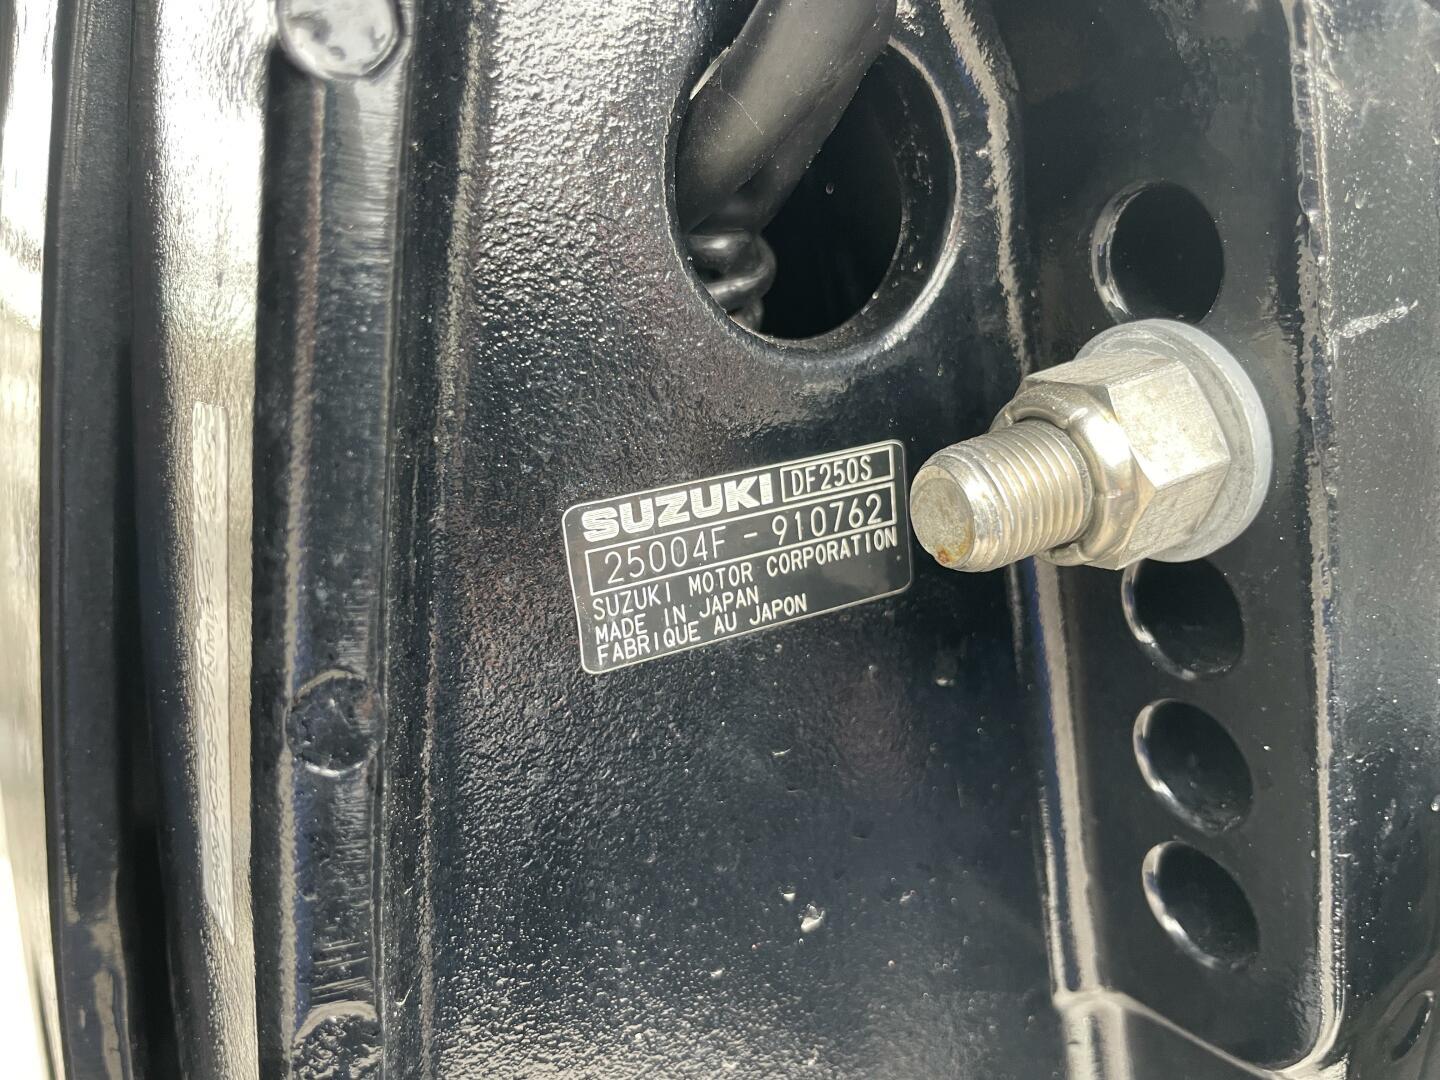 SUZUKI DF250S
25004F - 910762
SUZUKI MOTOR CORPORATION
MADE IN JAPAN
FABRIQUE AU JAPON